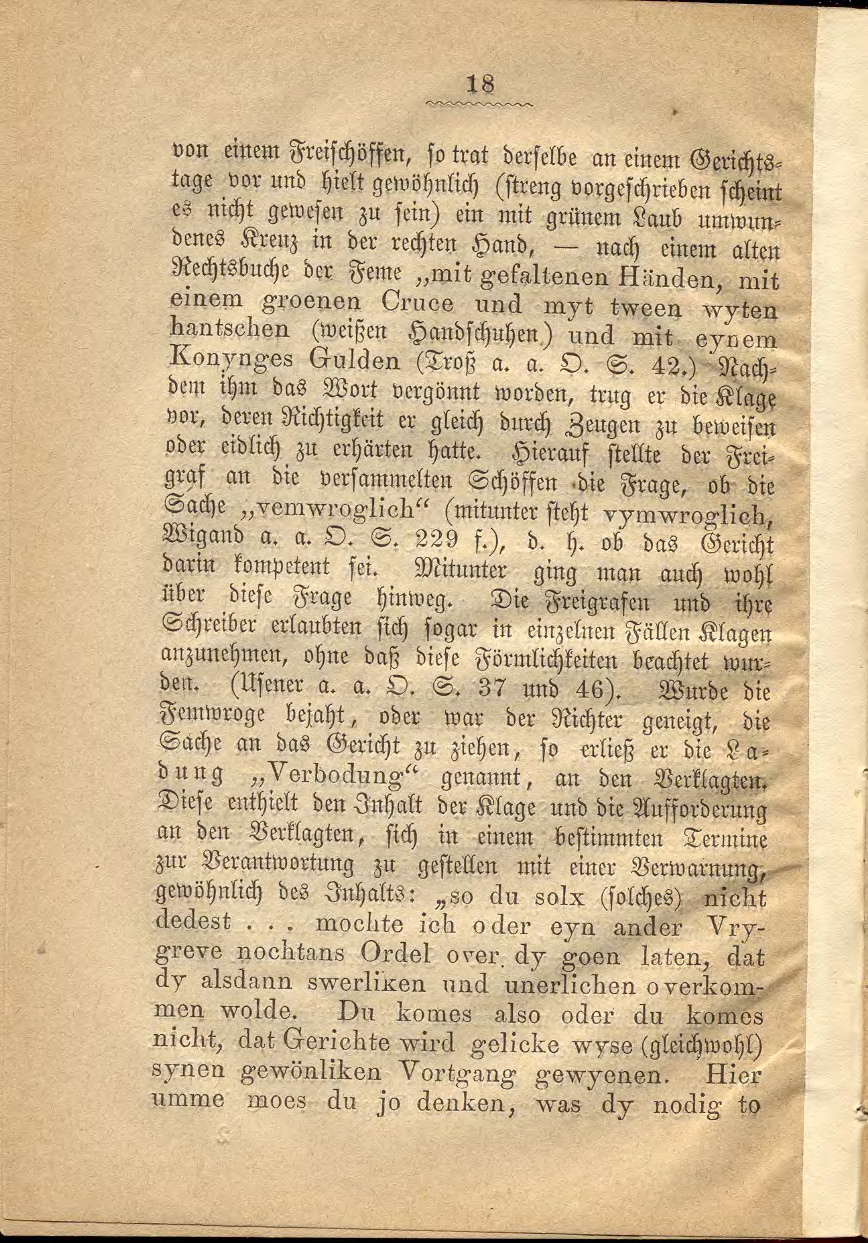 18
von einem Freischöffen, so trat derselbe an einem Gerichts-
tage vor und hielt gewöhnlich (streng vorgeschrieben scheint
es nicht gewesen zu sein) ein mit grünem Laub umwun-
denes Kreuz in der rechten Hand, — nach einem alten
Rechtsbuche der Feme „mit gefaltenen Händen, mit
einem groenen Cruce und myt tween wyten
hantschen (weißen Handschuhen) und mit eynem
Konynges Gulden (Troß a. a. O. S. 42.) Nach-
dem ihm das Wort vergönnt worden, trug er die Klage
vor, deren Richtigkeit er gleich durch Zeugen zu beweisen
oder eidlich zu erhärten hatte. Hierauf stellte der Frei-
graf an die versammelten Schöffen die Frage, ob die
Sache „vemwroglich“ (mitunter steht vymwroglich,
Wigand a. a. O. S. 229 f.), d. h. ob das Gericht
darin kompetent sei. Mitunter ging man auch wohl
über diese Frage hinweg. Die Freigrafen und ihre
Schreiber erlaubten sich sogar in einzelnen Fällen Klagen
anzunehmen, ohne daß diese Förmlichkeiten beachtet wur-
den. (Usener a. a. O. S. 37 und 46). Wurde die
Femwroge bejaht, oder war der Richter geneigt, die
Sache an das Gericht zu ziehen, so erließ er die La-
dung „Verbodung“ genannt, an den Verklagten.
Diese enthielt den Inhalt der Klage und die Aufforderung
an den Verklagten, sich in einem bestimmten Termine
zur Verantwortung zu gestellen mit einer Verwarnung,
gewöhnlich des Inhalts: „so du solx (solches) nicht
dedest . . . mochte ich oder eyn ander Vry-
greve nochtans Ordel over dy goen laten, dat
dy alsdann swerliken und unerlichen overkom-
men wolde. Du komes also oder du komes
nicht, dat Gerichte wird gelicke wyse (gleichwohl)
synen gewönliken Vortgang gewyenen. Hier
umme moes du jo denken, was dy nodig to